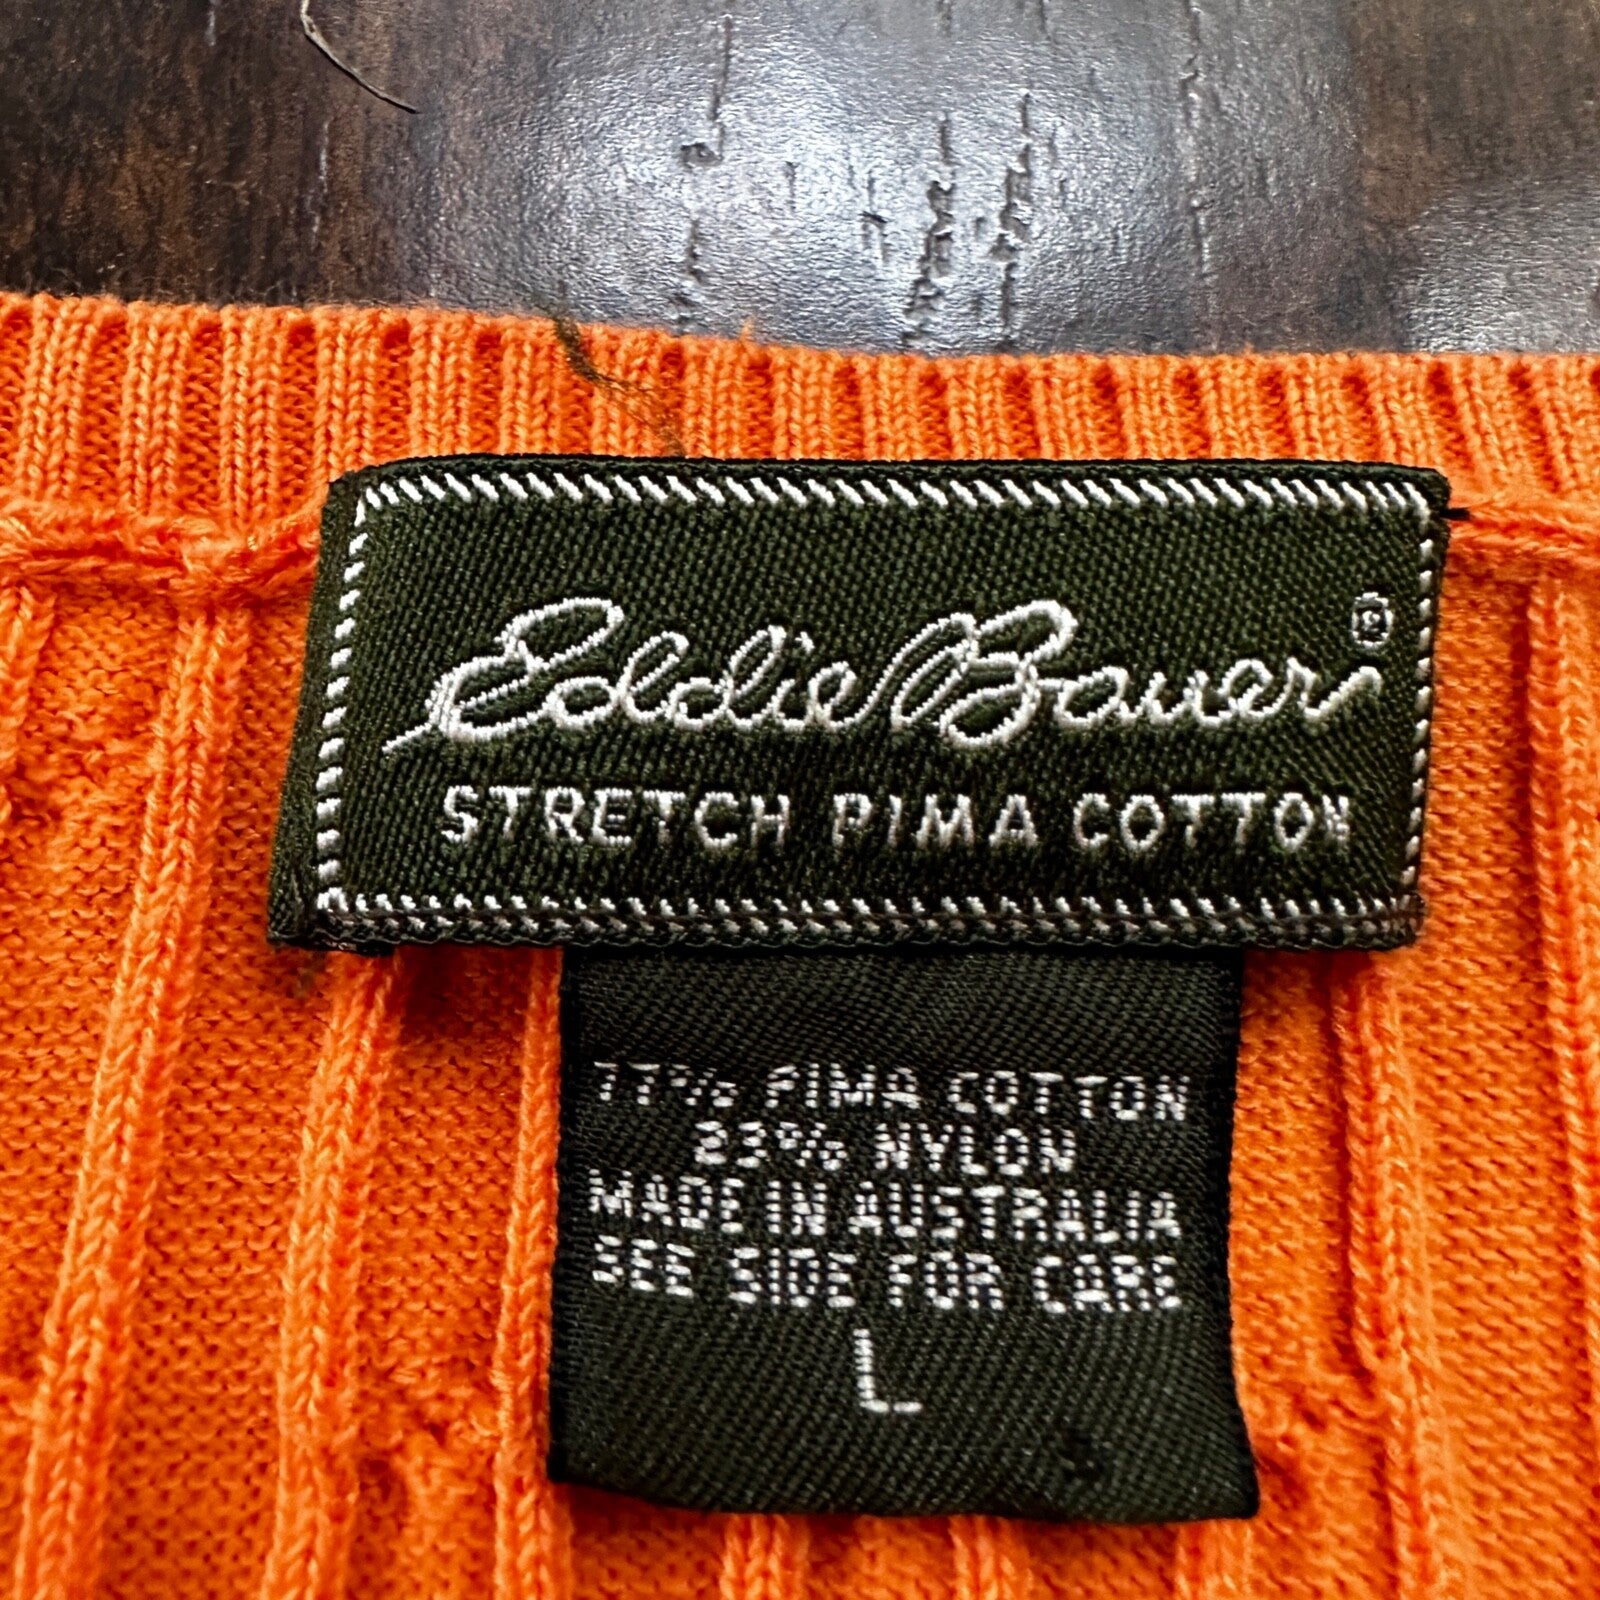 Eddie Bauer ®
STRETCH PIMA COTTON
77% PIMA COTTON
23% NYLON
MADE IN AUSTRALIA
SEE SIDE FOR CARE
L